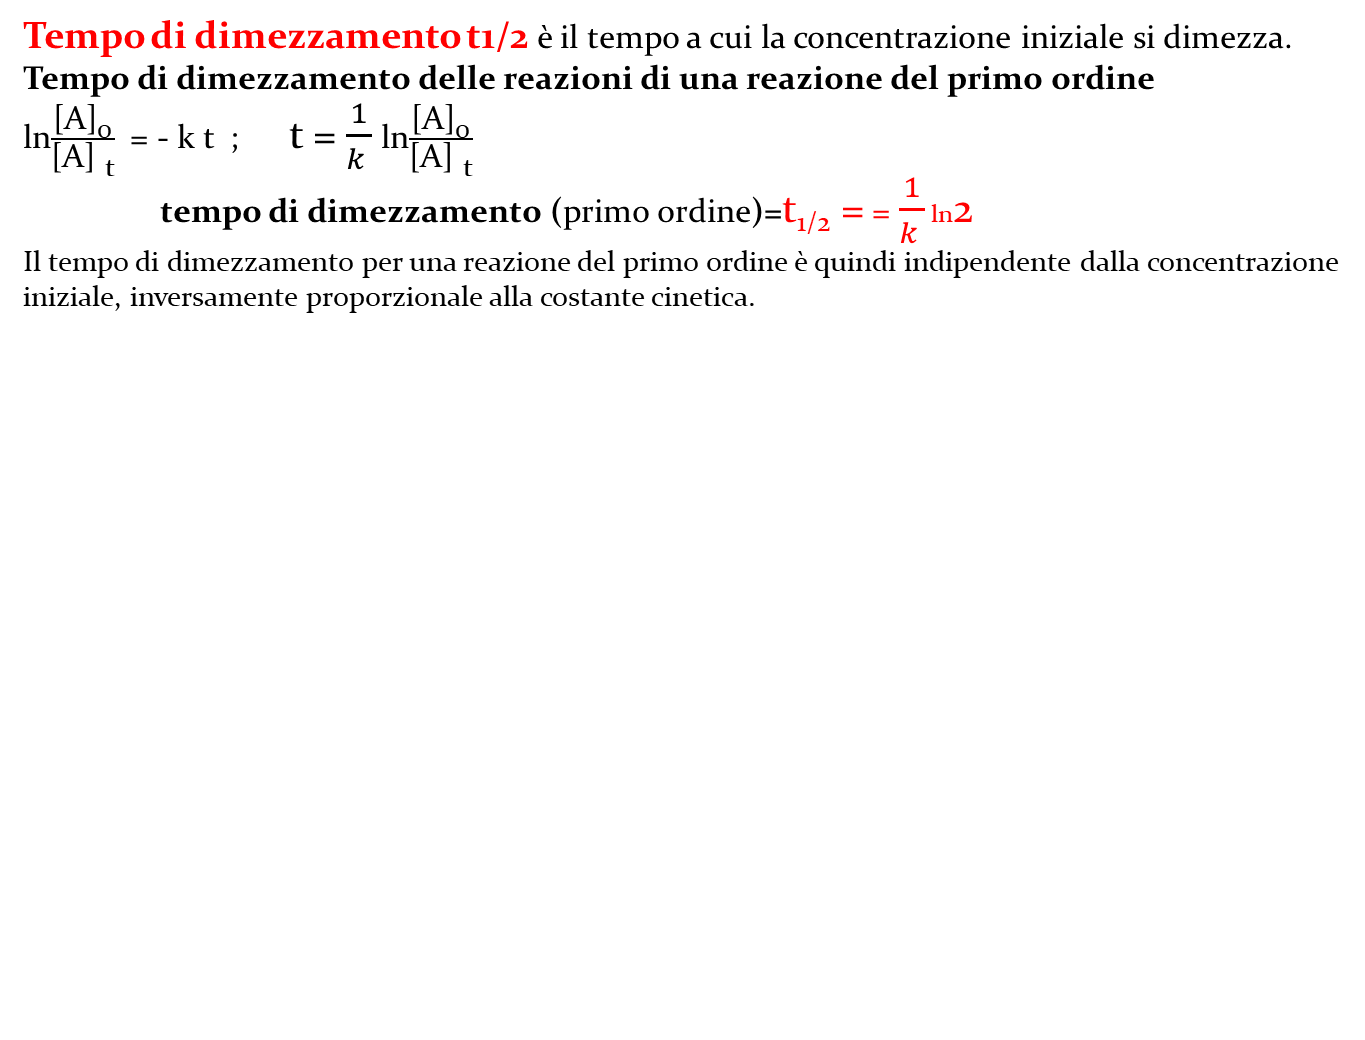 Tempo di dimezzamento t1/2 è il tempo a cui la concentrazione iniziale si dimezza.
Tempo di dimezzamento delle reazioni di una reazione del primo ordine
ln [A]0/[A] t = - k t ; t = 1/k ln [A]0/[A] t
tempo di dimezzamento (primo ordine)=t1/2 = = 1/k ln2
Il tempo di dimezzamento per una reazione del primo ordine è quindi indipendente dalla concentrazione
iniziale, inversamente proporzionale alla costante cinetica.